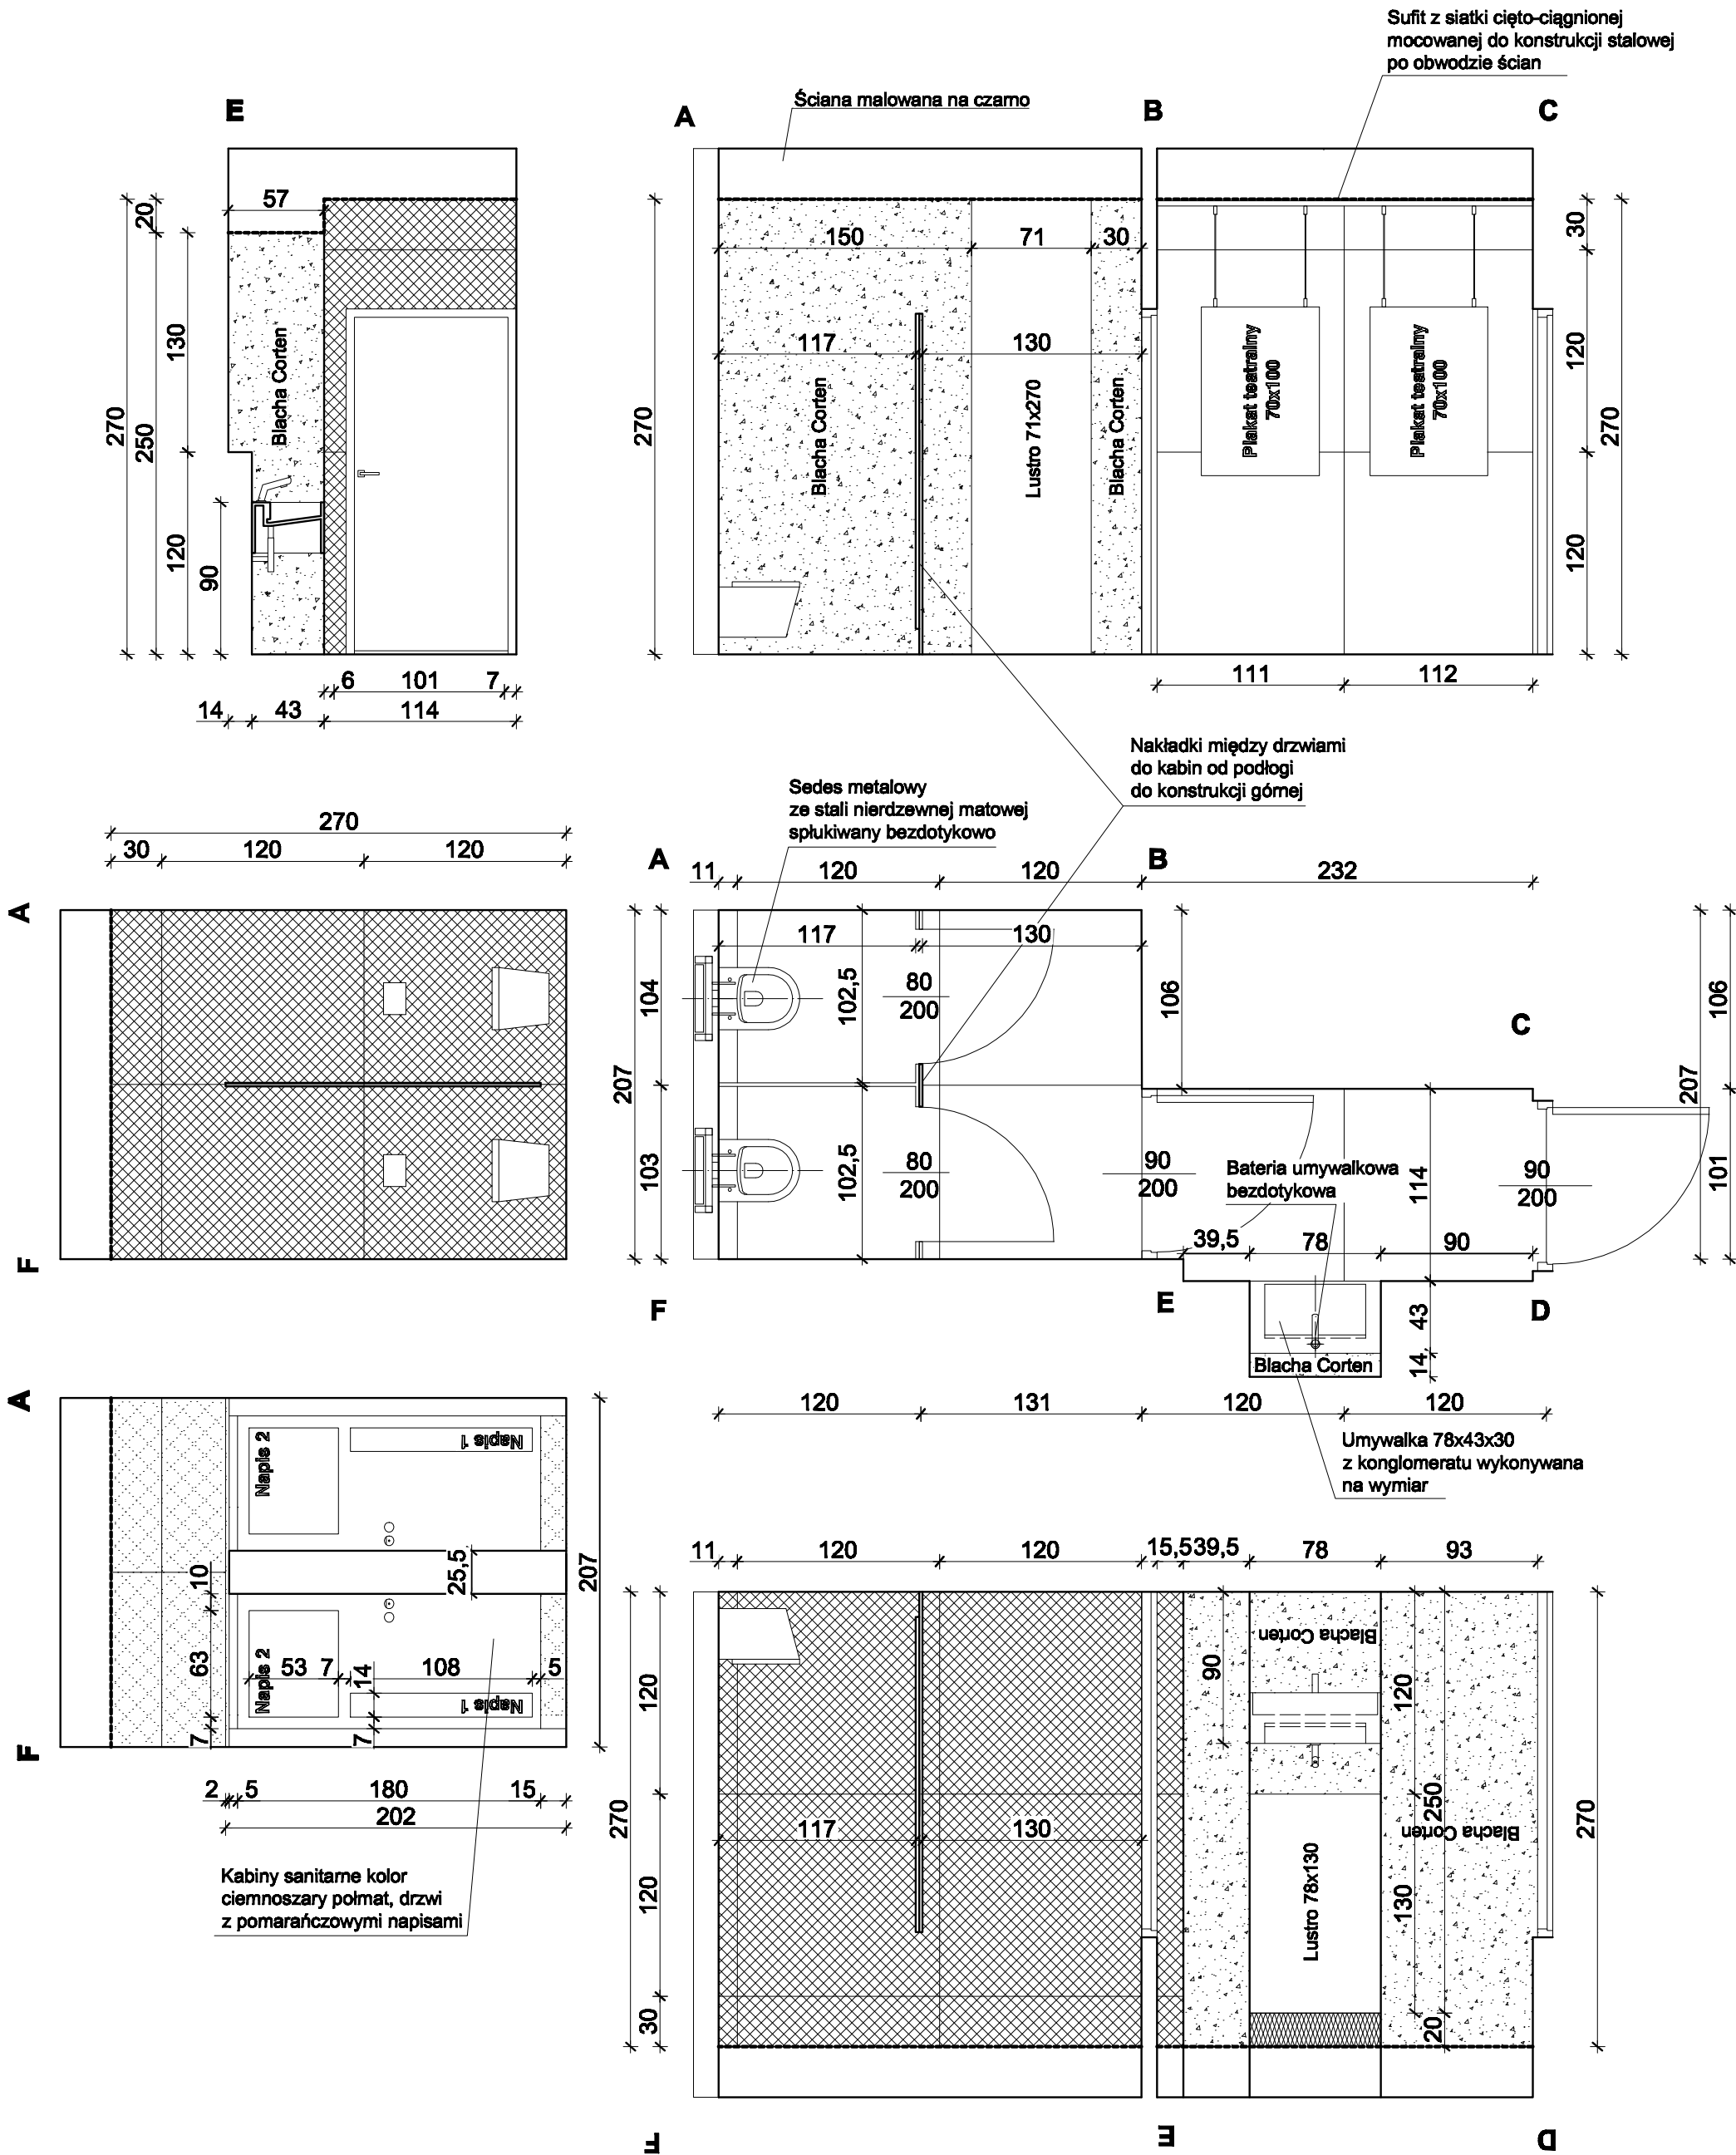 Sufit z siatki cięto-ciągnionej
mocowanej do konstrukcji stalowej
po obwodzie ścian
E
Ściana malowana na czarno
A
B
C
57
20
270
250
130
120
90
Blacha Corten
6
101
7
14
43
114
150
71
30
117
130
270
Blacha Corten
Lustro 71x270
Blacha Corten
Plakat teatralny
70x100
Plakat teatralny
70x100
30
120
120
270
111
112
Nakładki między drzwiami
do kabin od podłogi
do konstrukcji górnej
Sedes metalowy
ze stali nierdzewnej matowej
spłukiwany bezdotykowo
270
30
120
120
A
F
A
B
11
120
120
232
117
130
207
104
103
102,5
102,5
80
200
80
200
106
106
C
207
101
90
200
Bateria umywalkowa
bezdotykowa
114
90
200
39,5
78
90
43
14
Blacha Corten
F
E
D
120
131
120
120
Umywalka 78x43x30
z konglomeratu wykonywana
na wymiar
A
F
Napis 2
Napis 1
25,5
10
207
63
7
Napis 2
53
7
14
108
5
Napis 1
7
2
5
180
15
202
Kabiny sanitarne kolor
ciemnoszary połmat, drzwi
z pomarańczowymi napisami
11
120
120
15,5
39,5
78
93
270
120
120
30
117
130
90
Blacha Corten
120
250
130
20
Blacha Corten
Lustro 78x130
270
F
E
D